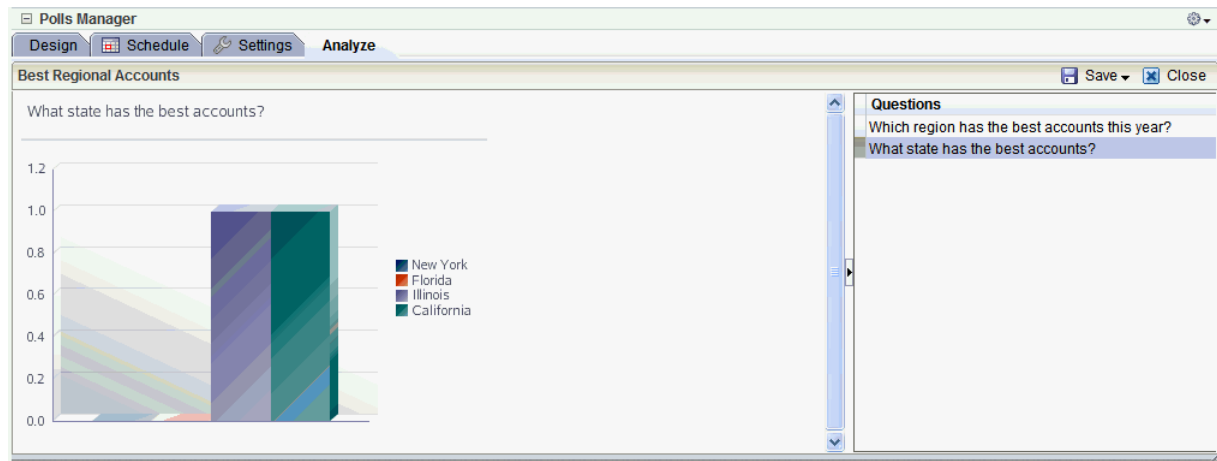 Polls Manager
Design Schedule Settings Analyze
Best Regional Accounts Save Close
What state has the best accounts?
1.2
1.0
0.8
0.6
0.4
0.2
0.0
New York
Florida
Illinois
California
Questions
Which region has the best accounts this year?
What state has the best accounts?